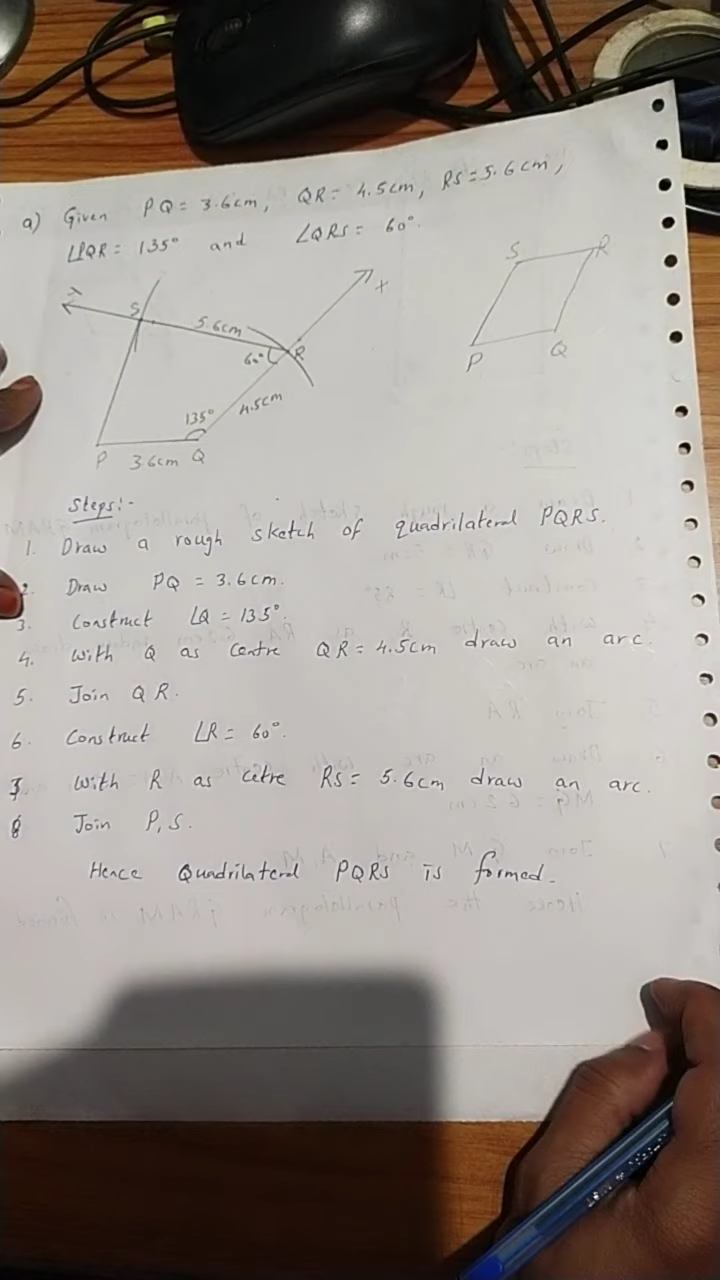 a) Given PQ = 3.6cm, QR = 4.5cm, RS = 5.6cm,
∠PQR = 135° and ∠QRS = 60°.
S R
P Q
Y S 5.6cm X
60° R
135° 4.5cm
P 3.6cm Q
Steps:-
1. Draw a rough sketch of quadrilateral PQRS.
2. Draw PQ = 3.6cm.
3. Construct ∠Q = 135°.
4. With Q as centre QR = 4.5cm draw an arc.
5. Join QR.
6. Construct ∠R = 60°.
7. With R as cetre RS = 5.6cm draw an arc.
8 Join P,S.
Hence Quadrilateral PQRS is formed.